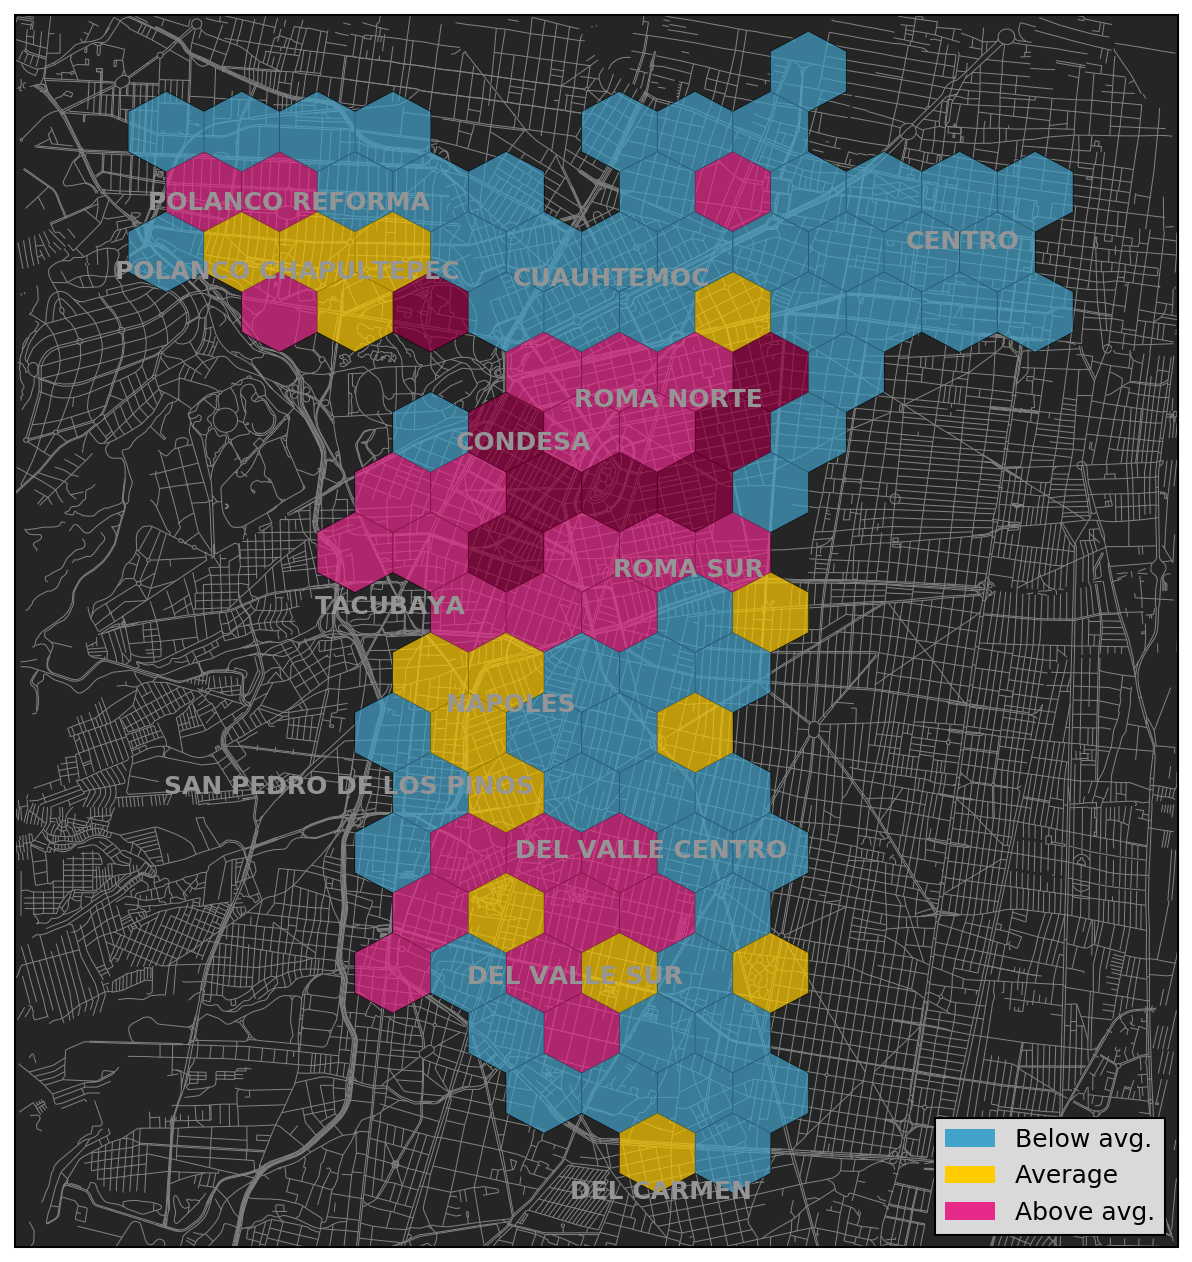 POLANCO REFORMA
CENTRO
POLANCO CHAPULTEPEC
CUAUHTEMOC
ROMA NORTE
CONDESA
ROMA SUR
TACUBAYA
NAPOLES
SAN PEDRO DE LOS PINOS
DEL VALLE CENTRO
DEL VALLE SUR
DEL CARMEN
Below avg.
Average
Above avg.